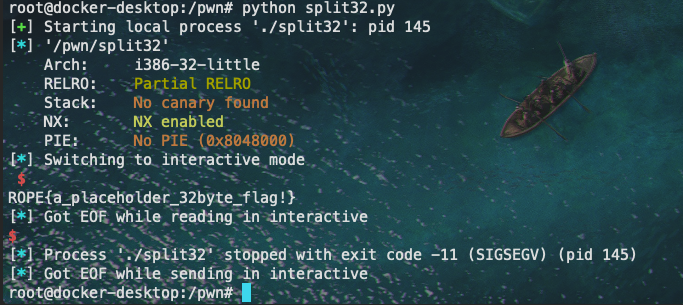 root@docker-desktop:/pwn# python split32.py
[+] Starting local process './split32': pid 145
[*] '/pwn/split32'
Arch: i386-32-little
RELRO: Partial RELRO
Stack: No canary found
NX: NX enabled
PIE: No PIE (0x8048000)
[*] Switching to interactive mode
$
ROPE{a_placeholder_32byte_flag!}
[*] Got EOF while reading in interactive
$
[*] Process './split32' stopped with exit code -11 (SIGSEGV) (pid 145)
[*] Got EOF while sending in interactive
root@docker-desktop:/pwn#